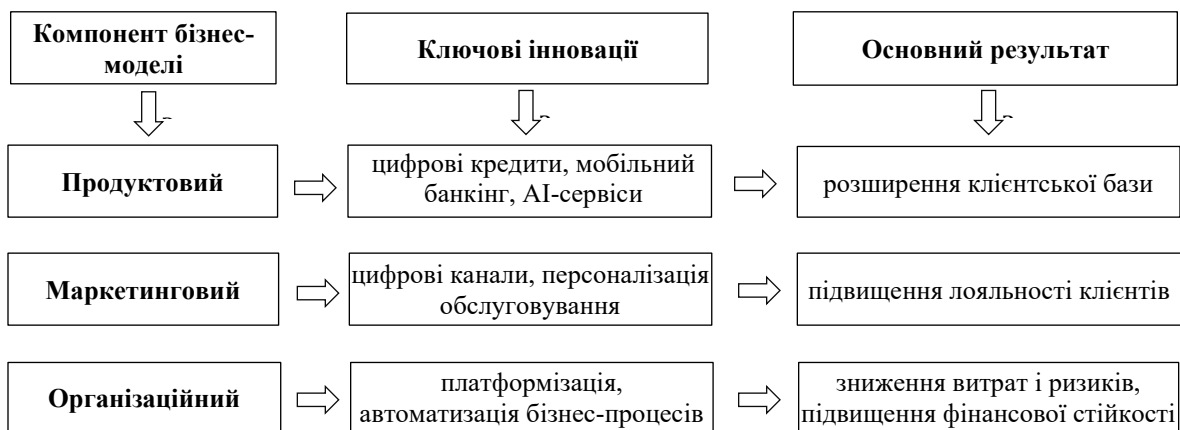 Компонент бізнес-
моделі
Ключові інновації
Основний результат
Продуктовий
цифрові кредити, мобільний
банкінг, AI-сервіси
розширення клієнтської бази
Маркетинговий
цифрові канали, персоналізація
обслуговування
підвищення лояльності клієнтів
Організаційний
платформізація,
автоматизація бізнес-процесів
зниження витрат і ризиків,
підвищення фінансової стійкості